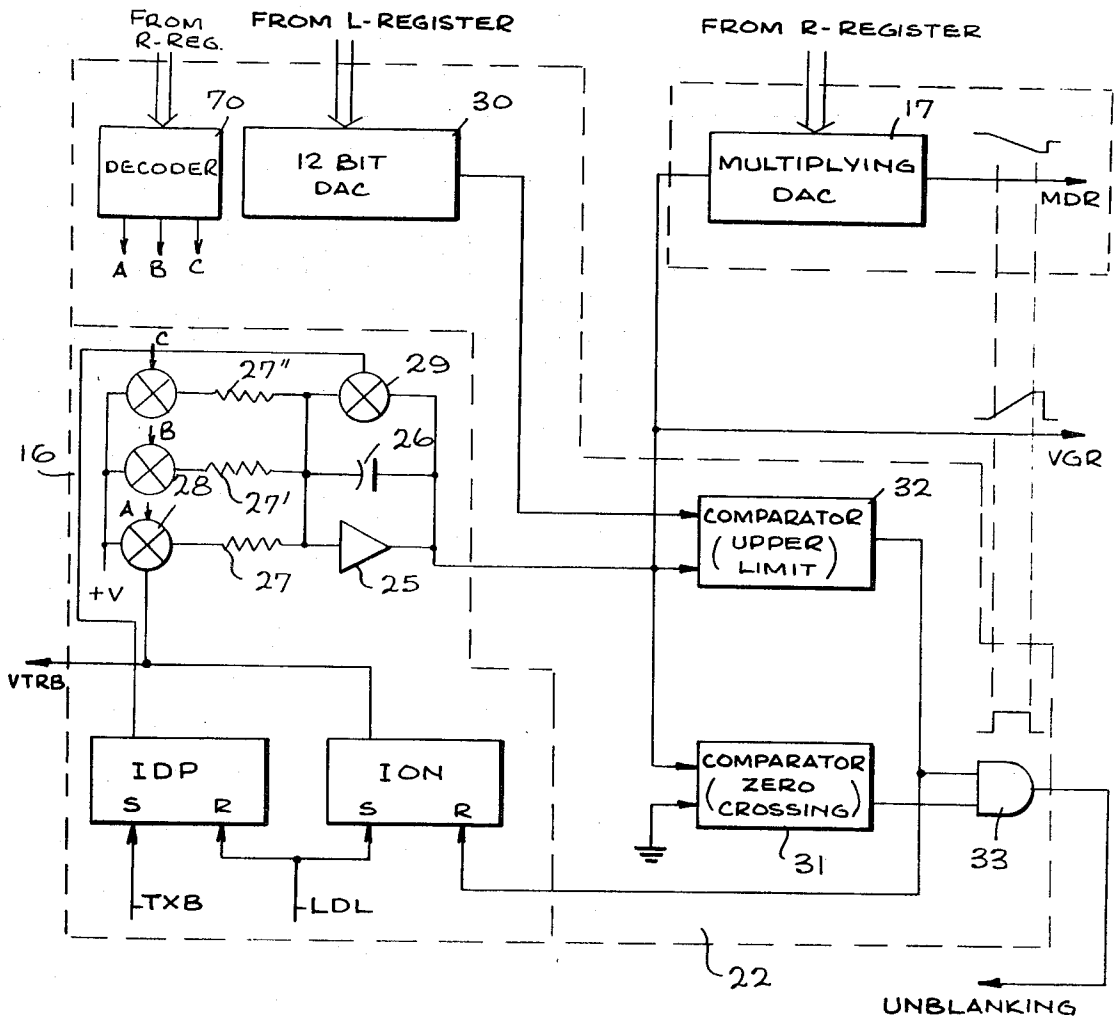 FROM
R-REG.
FROM L-REGISTER
FROM R-REGISTER
70
30
17
DECODER
12 BIT
DAC
MULTIPLYING
DAC
MDR
A B C
C
27"
29
B
26
16
28
27'
A
27
25
+V
VGR
32
COMPARATOR
(UPPER
LIMIT)
VTRB
IDP
S R
ION
S R
COMPARATOR
(ZERO
CROSSING)
31
33
TXB
LDL
22
UNBLANKING